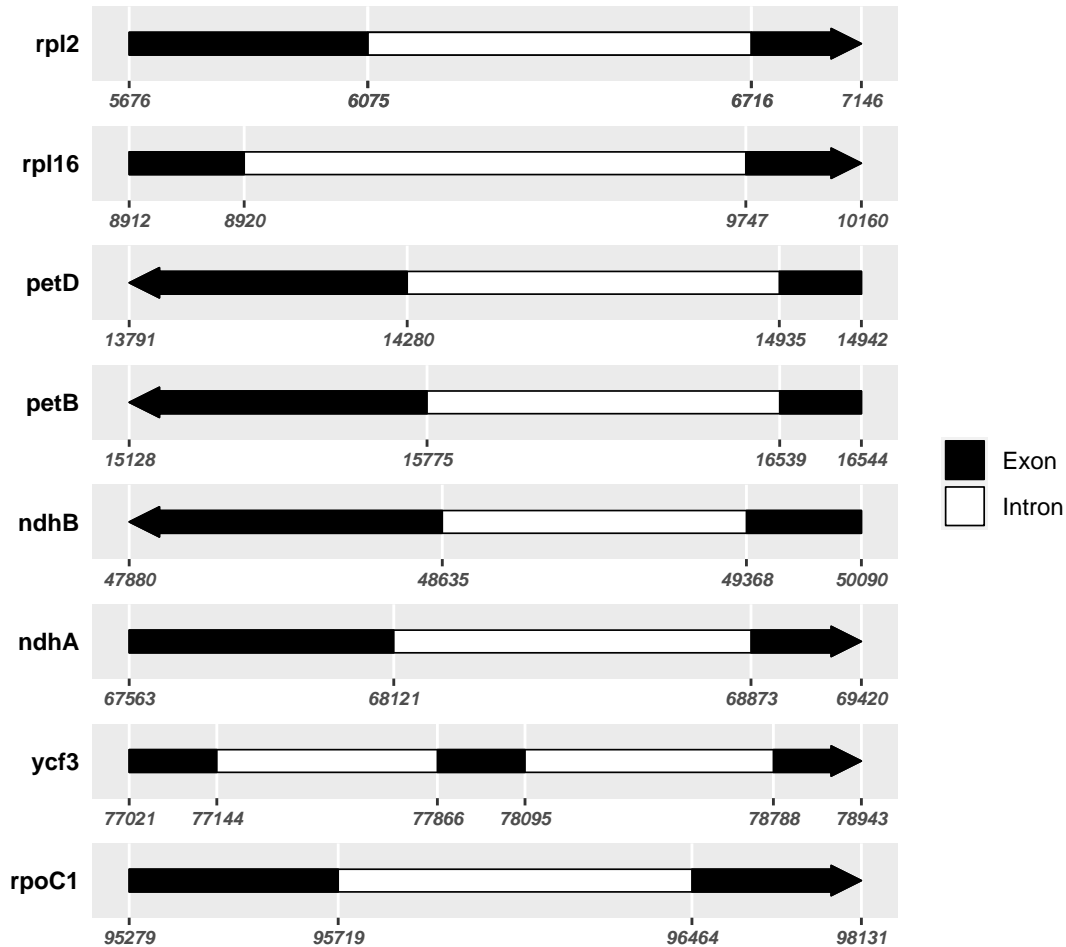 rpl2
5676 6075 6716 7146
rpl16
8912 8920 9747 10160
petD
13791 14280 14935 14942
petB
15128 15775 16539 16544
Exon
Intron
ndhB
47880 48635 49368 50090
ndhA
67563 68121 68873 69420
ycf3
77021 77144 77866 78095 78788 78943
rpoC1
95279 95719 96464 98131